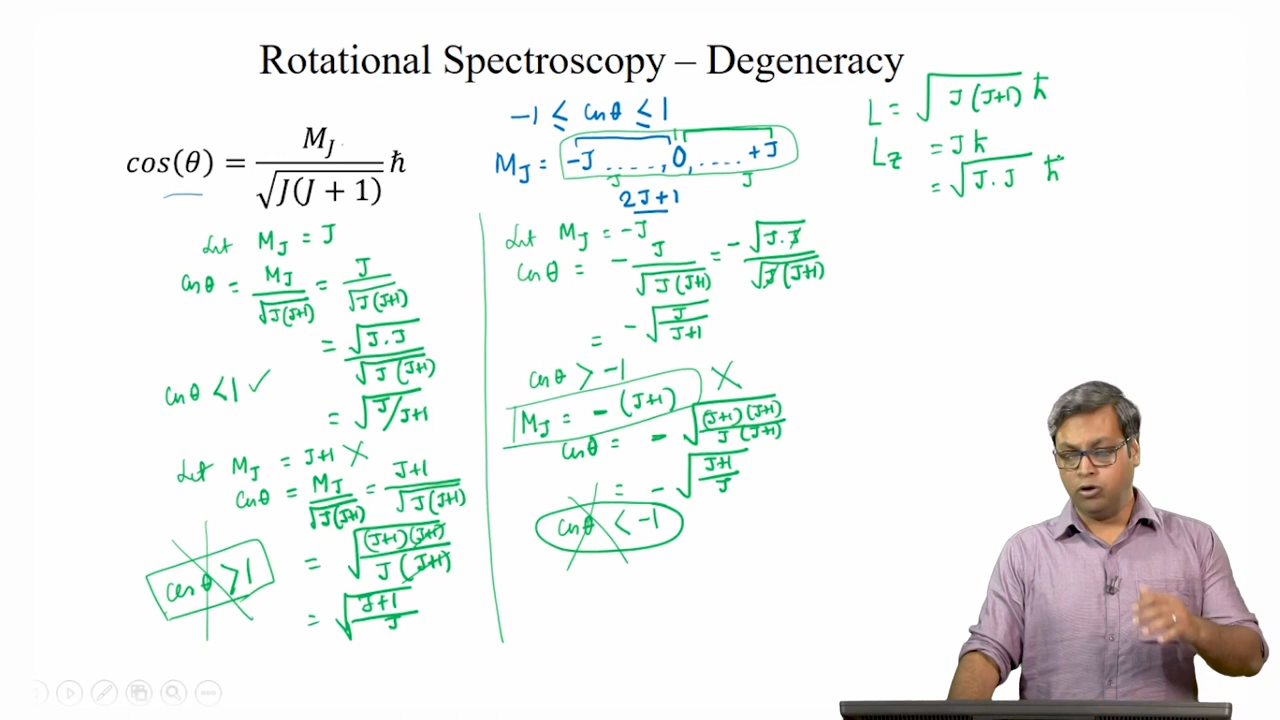 Rotational Spectroscopy – Degeneracy
cos(θ) = M_J / √(J(J + 1)) ħ
-1 ≤ cosθ ≤ 1
M_J = -J ....., 0, ..... +J
J J
2J+1
L = √(J(J+1)) ħ
L_z = Jħ
= √(J.J) ħ
Let M_J = J
cosθ = M_J / √(J(J+1)) = J / √(J(J+1))
= √(J.J) / √(J(J+1))
cosθ < 1 ✓
= √(J/J+1)
Let M_J = J+1 ×
cosθ = M_J / √(J(J+1)) = J+1 / √(J(J+1))
= √((J+1)(J+1) / J(J+1))
cosθ > 1
= √(J+1 / J)
Let M_J = -J
cosθ = - J / √(J(J+1)) = - √(J.J) / √(J(J+1))
= - √(J / J+1)
cosθ > -1
M_J = - (J+1) ×
cosθ = - √((J+1)(J+1) / J(J+1))
= - √(J+1 / J)
cosθ < -1